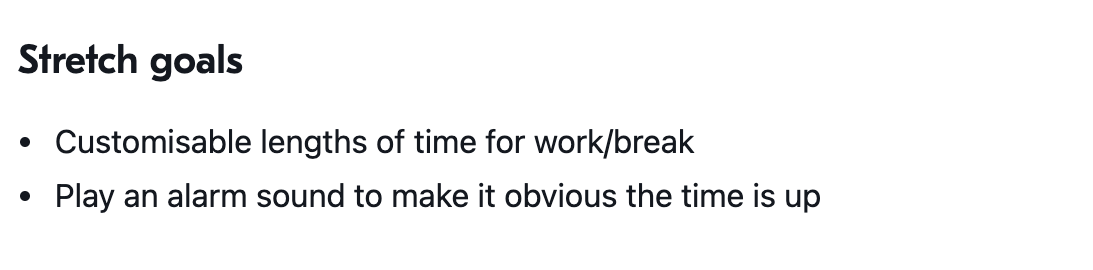 Stretch goals
• Customisable lengths of time for work/break
• Play an alarm sound to make it obvious the time is up